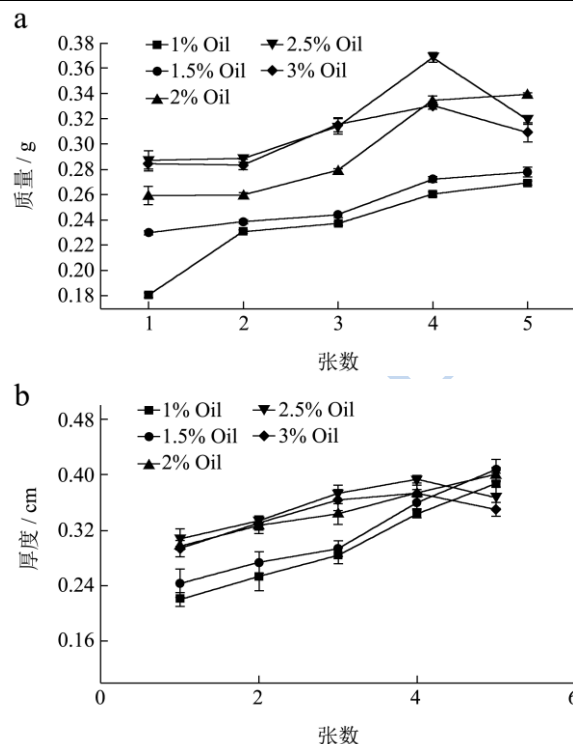 a
1% Oil 2.5% Oil
1.5% Oil 3% Oil
2% Oil
0.38
0.36
0.34
0.32
0.30
0.28
0.26
0.24
0.22
0.20
0.18
质量 / g
1 2 3 4 5
张数
b
1% Oil 2.5% Oil
1.5% Oil 3% Oil
2% Oil
0.48
0.40
0.32
0.24
0.16
厚度 / cm
0 2 4 6
张数